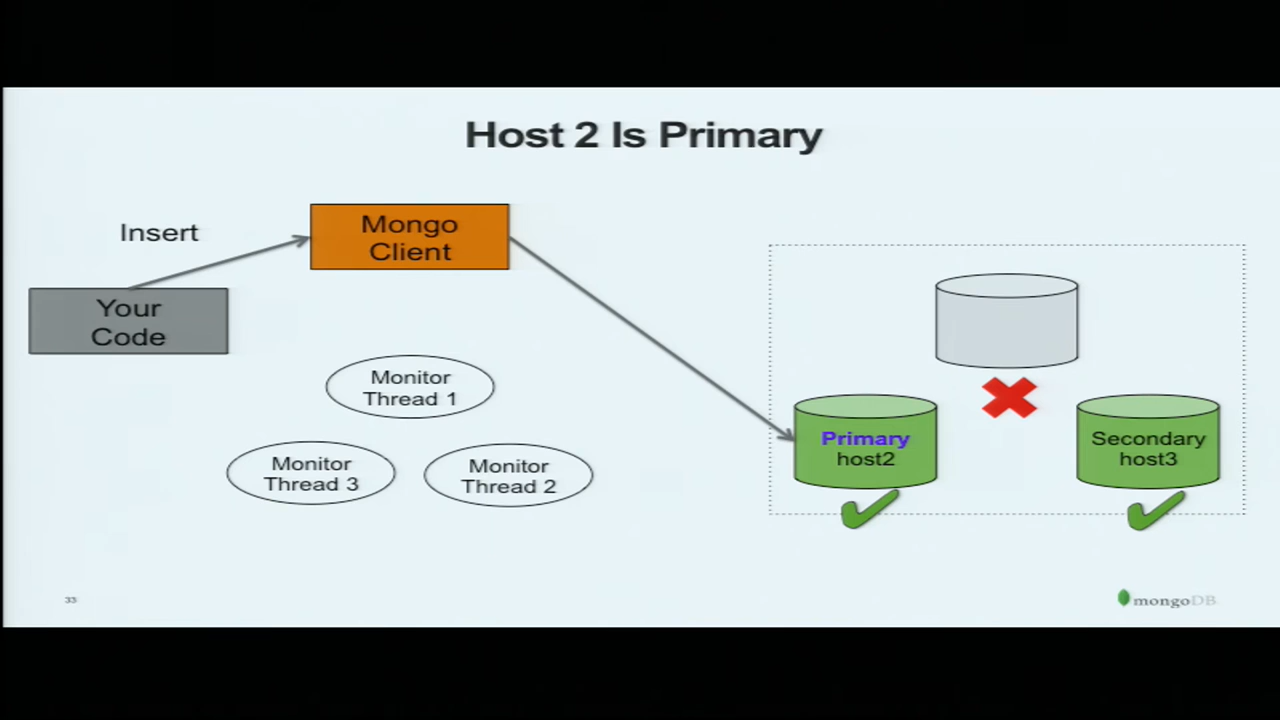 Host 2 Is Primary
Insert
Mongo
Client
Your
Code
Monitor
Thread 1
Monitor
Thread 3
Monitor
Thread 2
Primary
host2
Secondary
host3
33
mongoDB